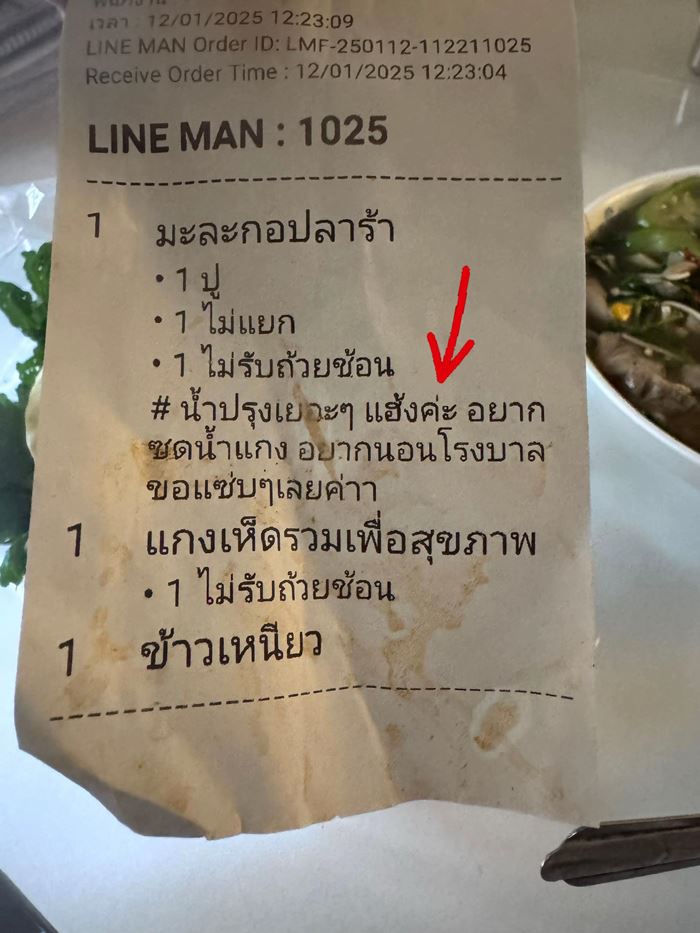 เวลา : 12/01/2025 12:23:09
LINE MAN Order ID: LMF-250112-112211025
Receive Order Time : 12/01/2025 12:23:04
LINE MAN : 1025
1 มะละกอปลาร้า
• 1 ปู
• 1 ไม่แยก
• 1 ไม่รับถ้วยช้อน
# น้ำปรุงเยอะๆ แฮ้งค่ะ อยาก
ซดน้ำแกง อยากนอนโรงบาล
ขอแซ่บๆเลยค่าา
1 แกงเห็ดรวมเพื่อสุขภาพ
• 1 ไม่รับถ้วยช้อน
1 ข้าวเหนียว